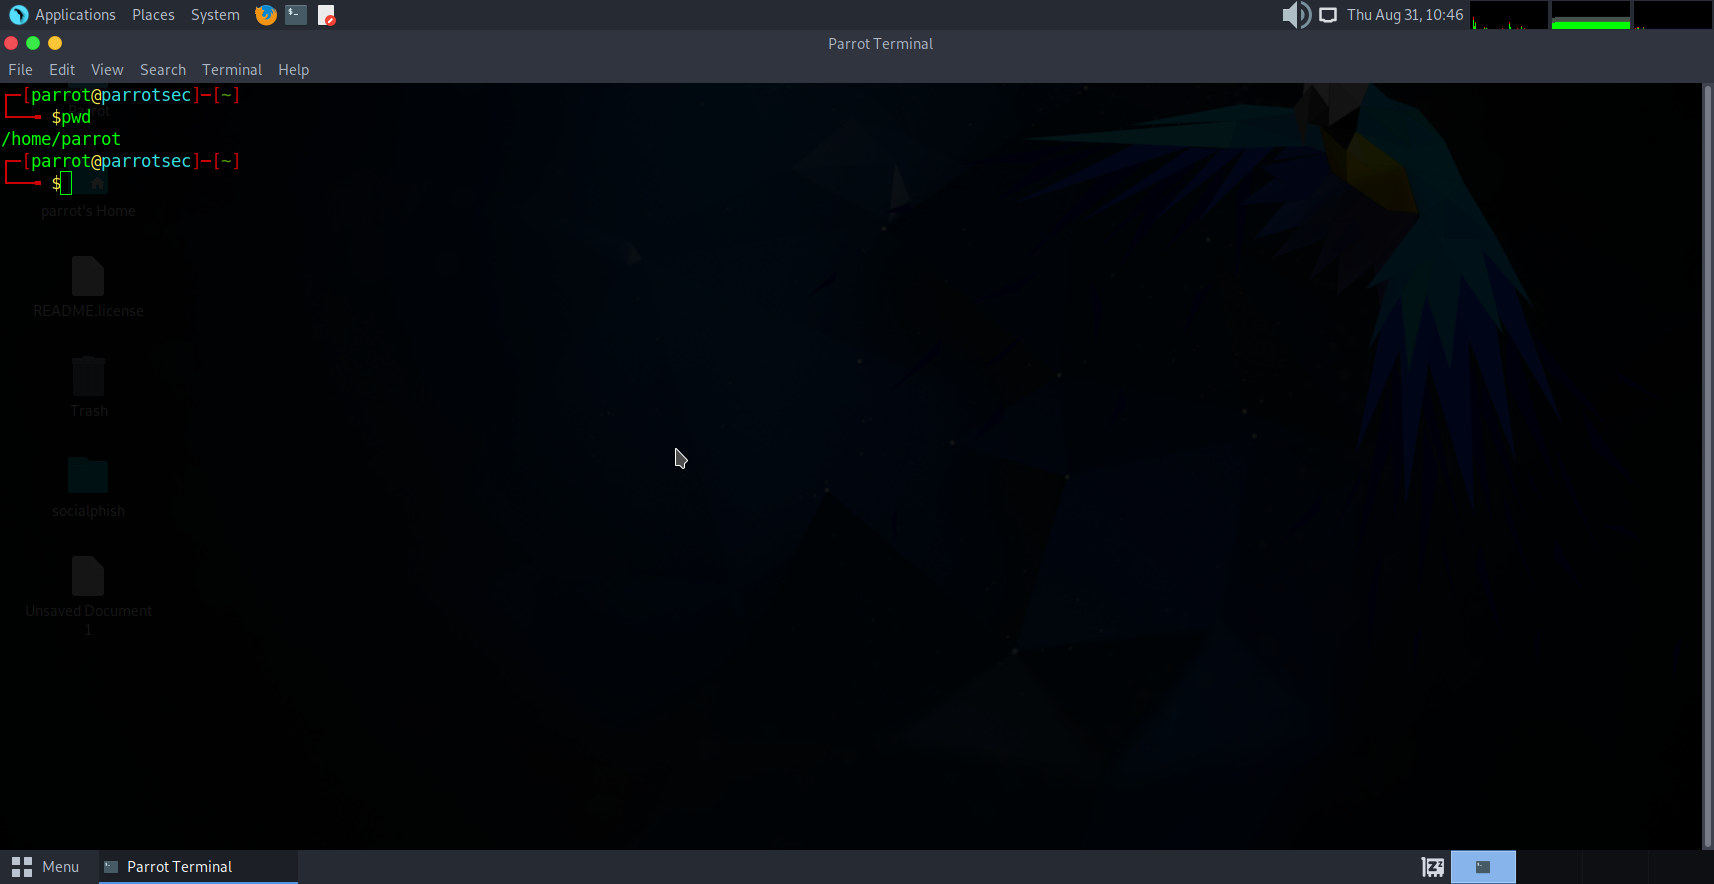 Applications Places System
Thu Aug 31, 10:46
Parrot Terminal
File Edit View Search Terminal Help
┌─[parrot@parrotsec]─[~]
└──╼ $pwd
/home/parrot
┌─[parrot@parrotsec]─[~]
└──╼ $
parrot's Home
README.license
Trash
socialphish
Unsaved Document
1
Menu Parrot Terminal